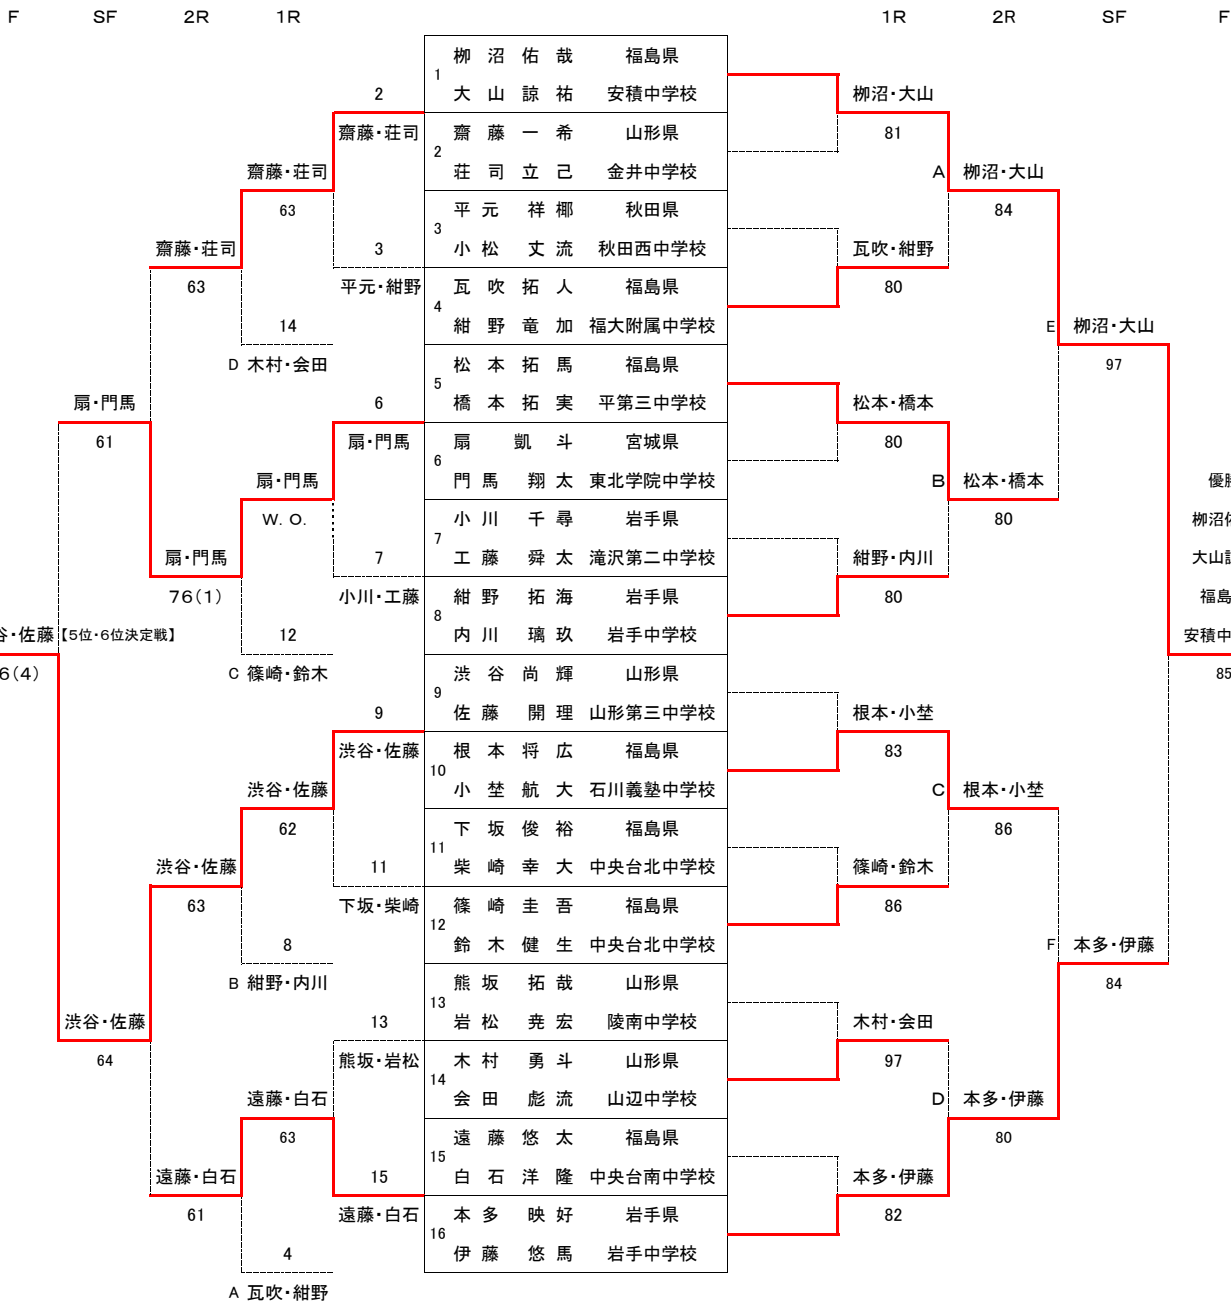 F SF 2R 1R 1R 2R SF F
1 栁沼佑哉 福島県
大山諒祐 安積中学校
2 齋藤一希 山形県
荘司立己 金井中学校
3 平元祥椰 秋田県
小松丈流 秋田西中学校
4 瓦吹拓人 福島県
紺野竜加 福大附属中学校
5 松本拓馬 福島県
橋本拓実 平第三中学校
6 扇凱斗 宮城県
門馬翔太 東北学院中学校
7 小川千尋 岩手県
工藤舜太 滝沢第二中学校
8 紺野拓海 岩手県
内川璃玖 岩手中学校
9 渋谷尚輝 山形県
佐藤開理 山形第三中学校
10 根本将広 福島県
小埜航大 石川義塾中学校
11 下坂俊裕 福島県
柴崎幸大 中央台北中学校
12 篠崎圭吾 福島県
鈴木健生 中央台北中学校
13 熊坂拓哉 山形県
岩松尭宏 陵南中学校
14 木村勇斗 山形県
会田彪流 山辺中学校
15 遠藤悠太 福島県
白石洋隆 中央台南中学校
16 本多映好 岩手県
伊藤悠馬 岩手中学校
2
齋藤・荘司
3
平元・紺野
6
扇・門馬
7
小川・工藤
9
渋谷・佐藤
11
下坂・柴崎
13
熊坂・岩松
15
遠藤・白石
齋藤・荘司
63
14
D 木村・会田
扇・門馬
W.O.
12
C 篠崎・鈴木
渋谷・佐藤
62
8
B 紺野・内川
遠藤・白石
63
4
A 瓦吹・紺野
齋藤・荘司
63
扇・門馬
76(1)
渋谷・佐藤
63
遠藤・白石
61
扇・門馬
61
【5位・6位決定戦】
渋谷・佐藤
64
谷・佐藤
6(4)
栁沼・大山
81
瓦吹・紺野
80
松本・橋本
80
紺野・内川
80
根本・小埜
83
篠崎・鈴木
86
木村・会田
97
本多・伊藤
82
A 栁沼・大山
84
B 松本・橋本
80
C 根本・小埜
86
D 本多・伊藤
80
E 栁沼・大山
97
F 本多・伊藤
84
優
栁沼
大山
福島
安積中
85